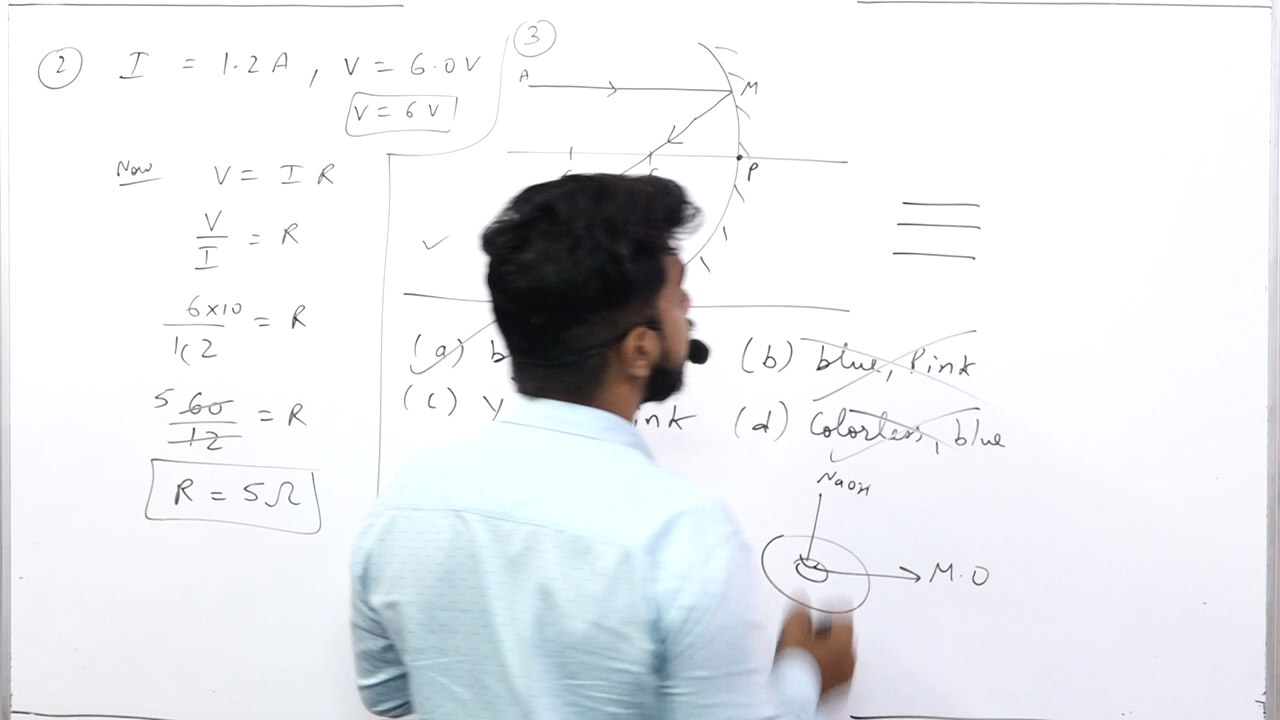 2 I = 1.2 A , V = 6.0 V
V = 6 V
Now V = I R
V/I = R
6×10/12 = R
5 60/12 = R
R = 5 Ω
3
A
M
P
(a) b
(b) blue, Pink
(c) Y ink
(d) Colorless, blue
NaOH
M.O